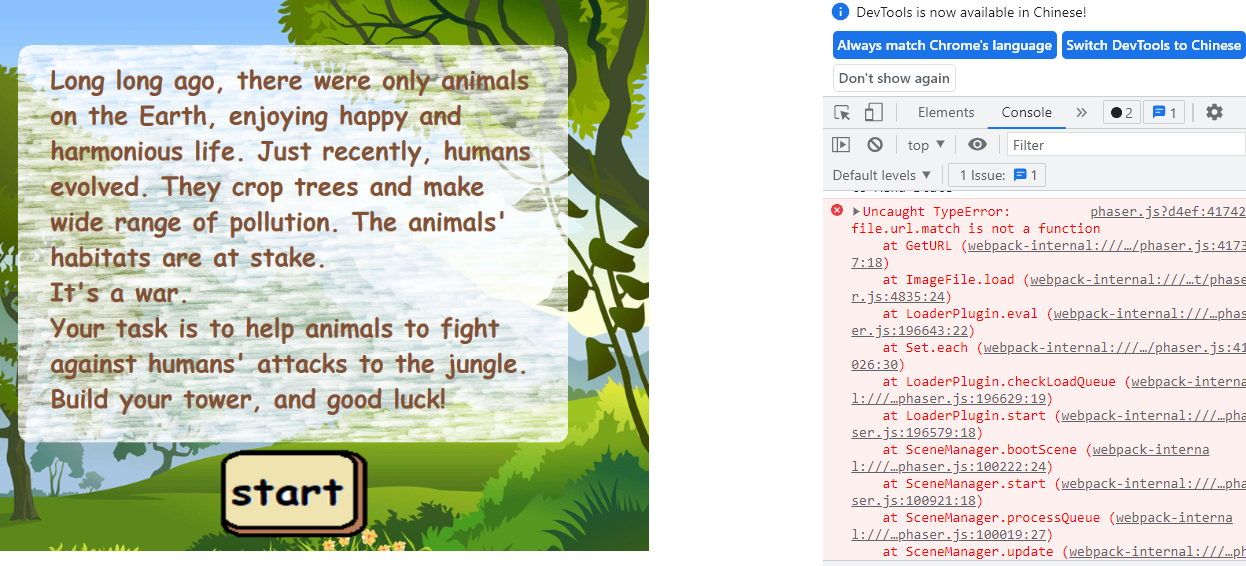 Long long ago, there were only animals
on the Earth, enjoying happy and
harmonious life. Just recently, humans
evolved. They crop trees and make
wide range of pollution. The animals'
habitats are at stake.
It's a war.
Your task is to help animals to fight
against humans' attacks to the jungle.
Build your tower, and good luck!
start
DevTools is now available in Chinese!
Always match Chrome's language Switch DevTools to Chinese
Don't show again
Elements Console » 2 1
top ▼ Filter
Default levels ▼ 1 Issue: 1
Uncaught TypeError: phaser.js?d4ef:41742
file.url.match is not a function
at GetURL (webpack-internal:///…/phaser.js:4173
7:18)
at ImageFile.load (webpack-internal:///…t/phase
r.js:4835:24)
at LoaderPlugin.eval (webpack-internal:///…phas
er.js:196643:22)
at Set.each (webpack-internal:///…/phaser.js:41
026:30)
at LoaderPlugin.checkLoadQueue (webpack-interna
l:///…phaser.js:196629:19)
at LoaderPlugin.start (webpack-internal:///…pha
ser.js:196579:18)
at SceneManager.bootScene (webpack-interna
l:///…phaser.js:100222:24)
at SceneManager.start (webpack-internal:///…pha
ser.js:100921:18)
at SceneManager.processQueue (webpack-interna
l:///…phaser.js:100019:27)
at SceneManager.update (webpack-internal:///…ph